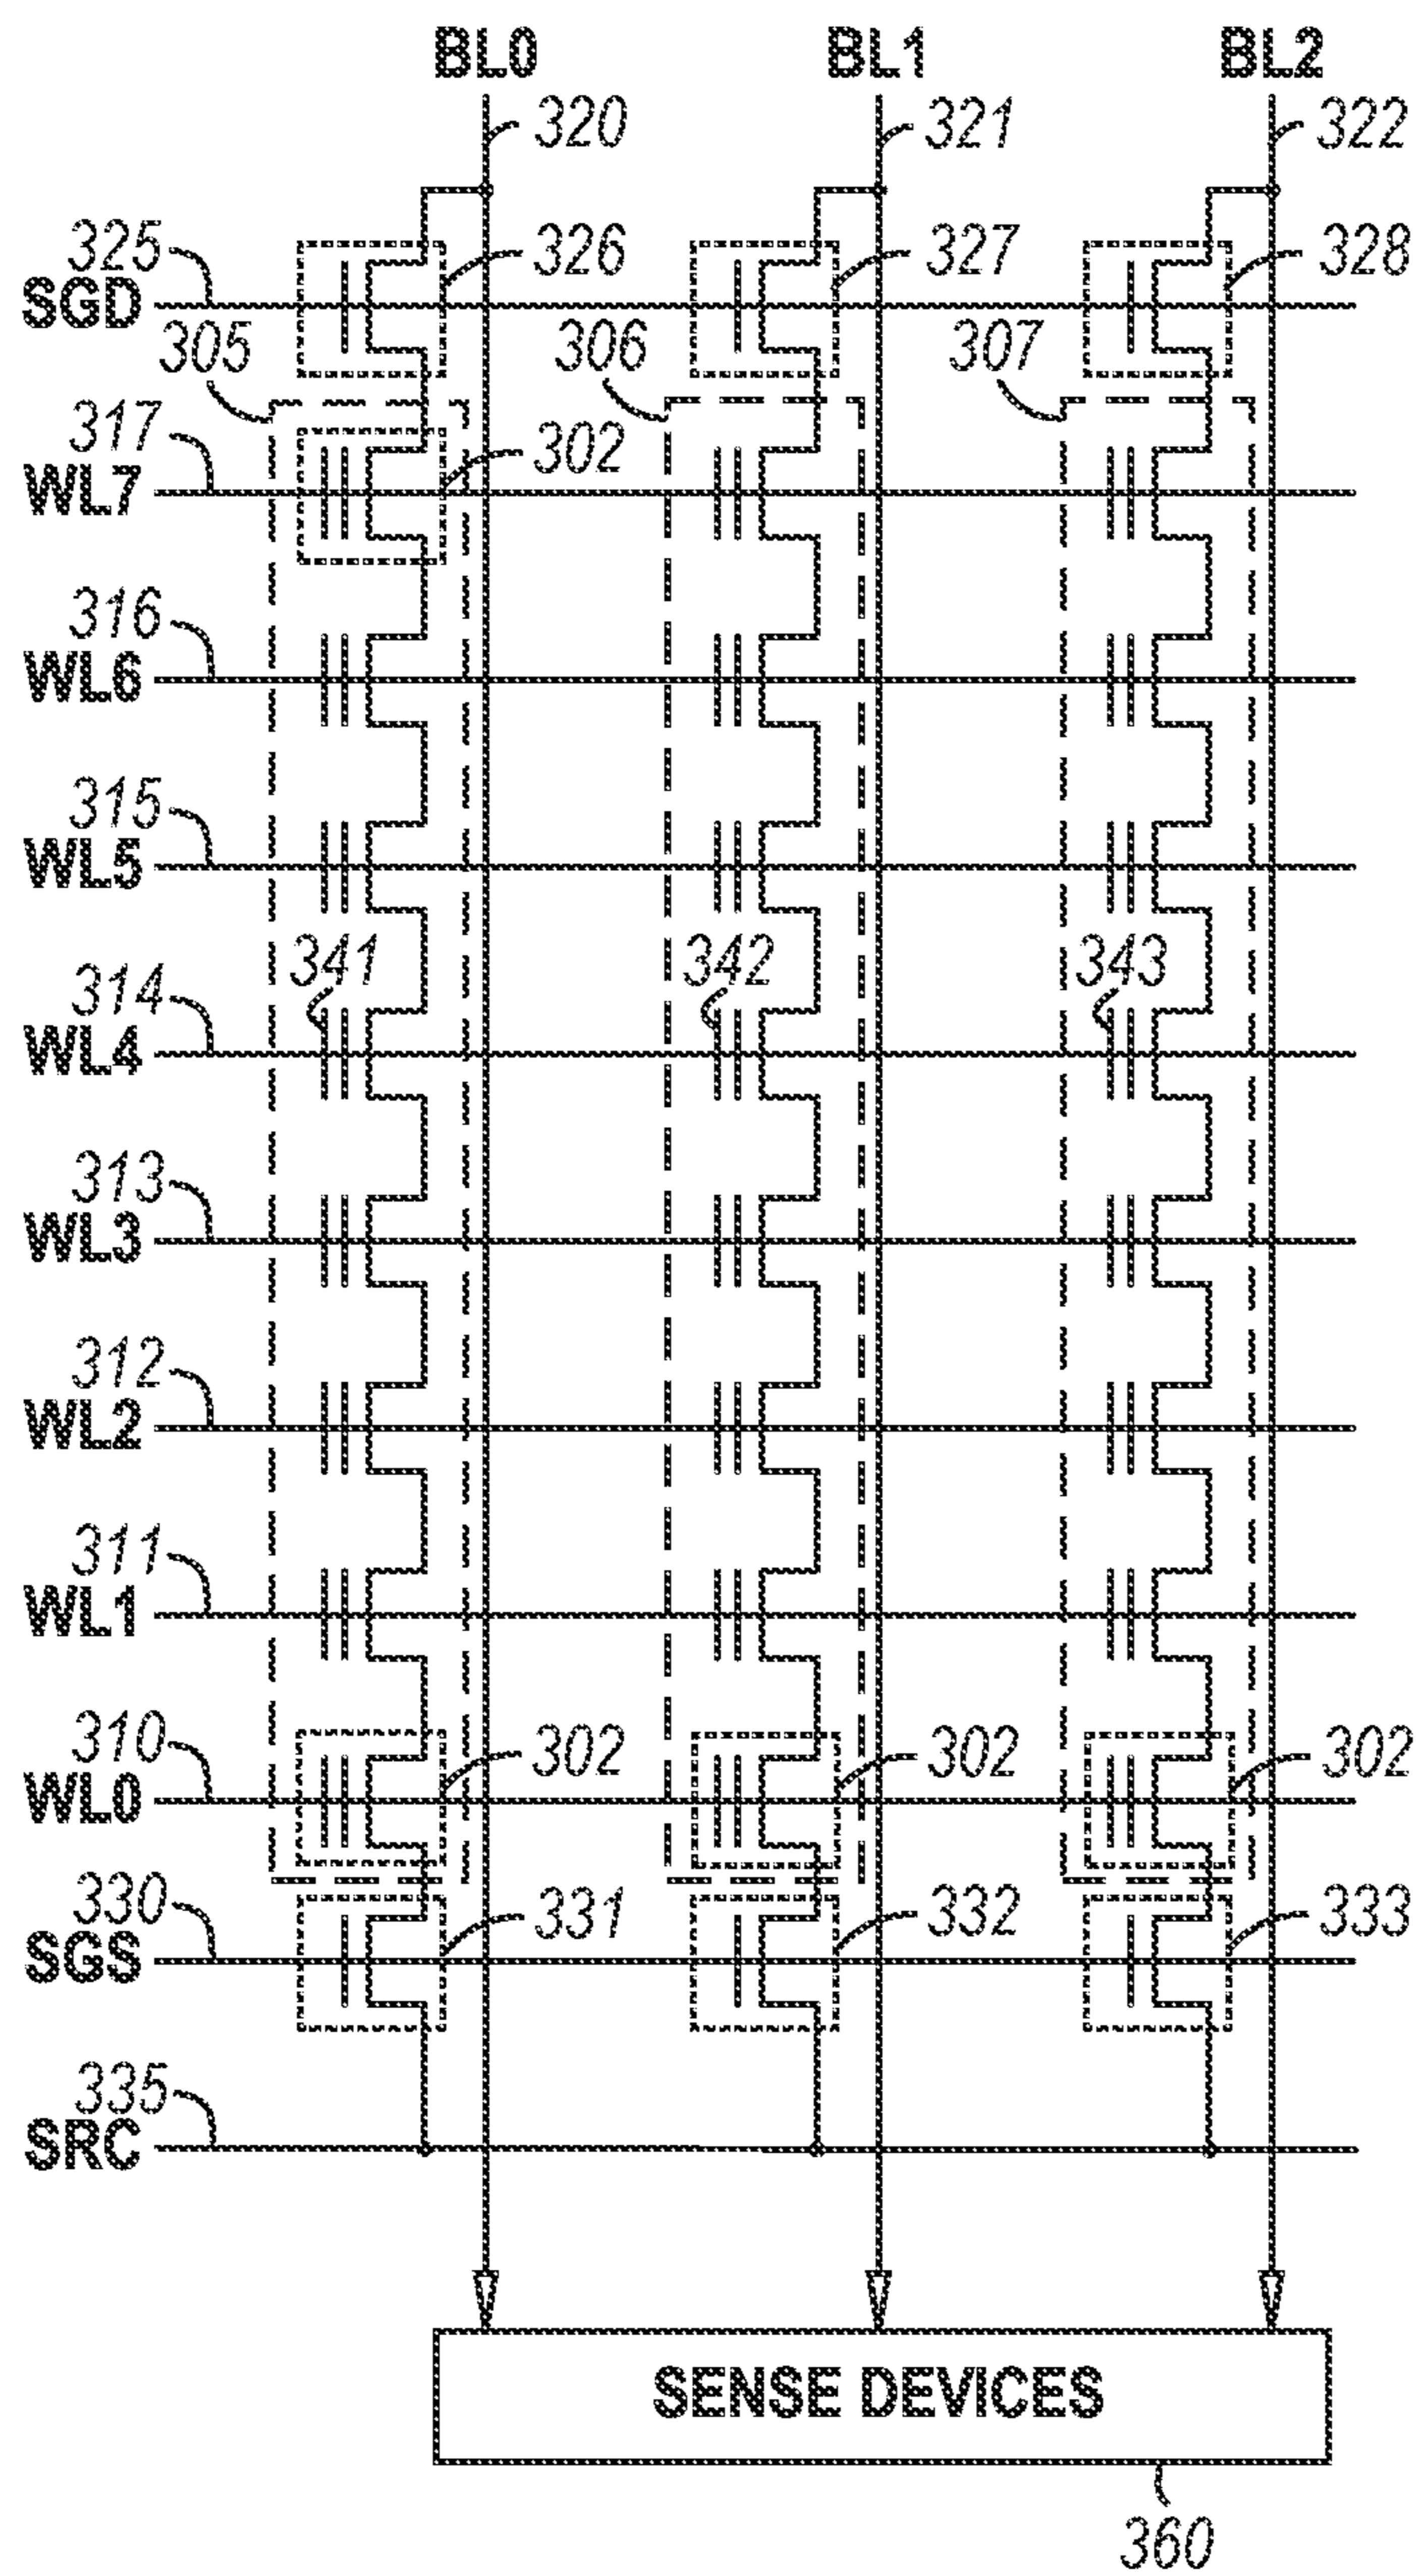 BL0 BL1 BL2
320 321 322
325 326 327 328
SGD
305 306 307
317 302
WL7
316
WL6
315
WL5
341 342 343
314
WL4
313
WL3
312
WL2
311
WL1
310 302 302 302
WL0
330 331 332 333
SGS
335
SRC
SENSE DEVICES
360